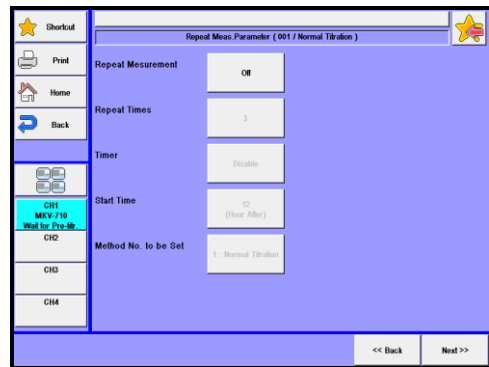 Shortcut
Repeat Meas.Parameter ( 001 / Normal Titration )
Print
Home
Back
Repeat Mesurement
Off
Repeat Times
3
Timer
Disable
Start Time
12
(Hour After)
Method No. to be Set
1 : Normal Titration
CH1
MKV-710
Wait for Pre-titr.
CH2
CH3
CH4
<< Back
Next >>